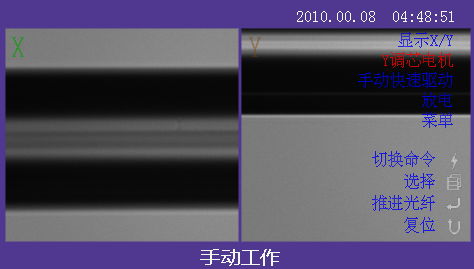 2010.00.08 04:48:51
X
Y
显示X/Y
Y调芯电机
手动快速驱动
放电
菜单
切换命令
选择
推进光纤
复位
手动工作